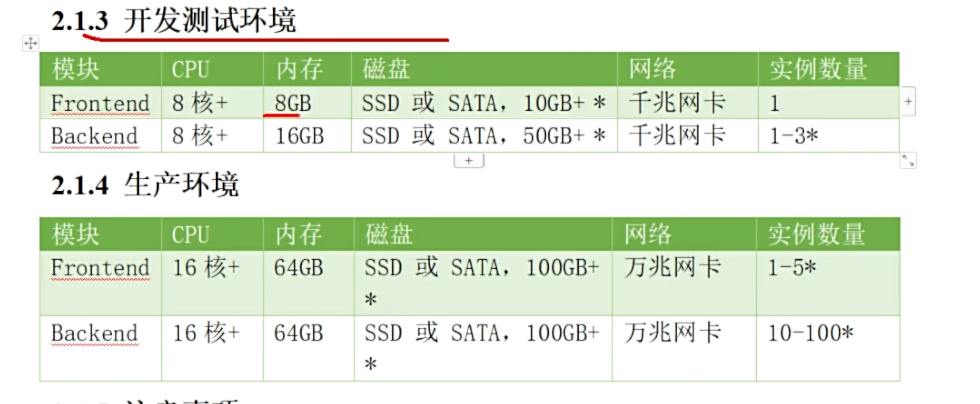 2.1.3 开发测试环境
模块 CPU 内存 磁盘 网络 实例数量
Frontend 8 核+ 8GB SSD 或 SATA，10GB+ * 千兆网卡 1
Backend 8 核+ 16GB SSD 或 SATA，50GB+ * 千兆网卡 1-3*
2.1.4 生产环境
模块 CPU 内存 磁盘 网络 实例数量
Frontend 16 核+ 64GB SSD 或 SATA，100GB+ 万兆网卡 1-5*
*
Backend 16 核+ 64GB SSD 或 SATA，100GB+ 万兆网卡 10-100*
*